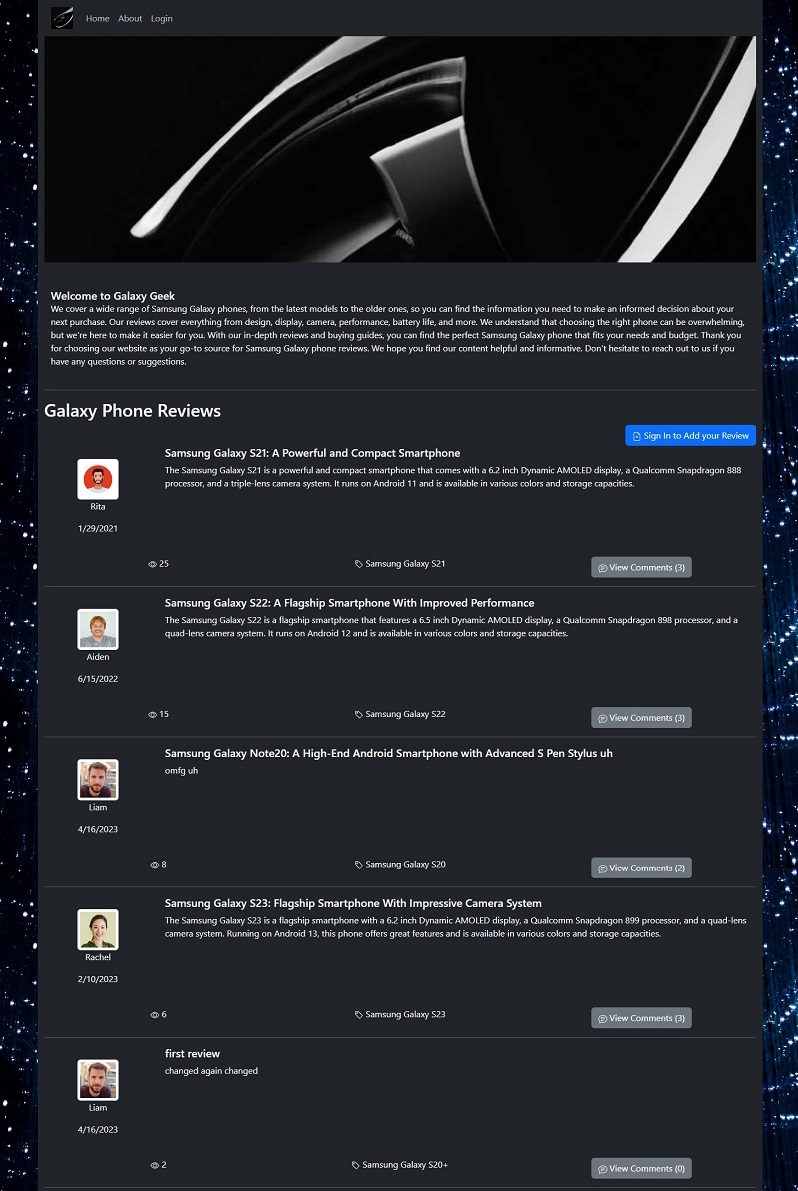 Home About Login
Welcome to Galaxy Geek
We cover a wide range of Samsung Galaxy phones, from the latest models to the older ones, so you can find the information you need to make an informed decision about your
next purchase. Our reviews cover everything from design, display, camera, performance, battery life, and more. We understand that choosing the right phone can be overwhelming,
but we're here to make it easier for you. With our in-depth reviews and buying guides, you can find the perfect Samsung Galaxy phone that fits your needs and budget. Thank you
for choosing our website as your go-to source for Samsung Galaxy phone reviews. We hope you find our content helpful and informative. Don't hesitate to reach out to us if you
have any questions or suggestions.
Galaxy Phone Reviews
Sign In to Add your Review
Samsung Galaxy S21: A Powerful and Compact Smartphone
The Samsung Galaxy S21 is a powerful and compact smartphone that comes with a 6.2 inch Dynamic AMOLED display, a Qualcomm Snapdragon 888
processor, and a triple-lens camera system. It runs on Android 11 and is available in various colors and storage capacities.
Rita
1/29/2021
25 Samsung Galaxy S21 View Comments (3)
Samsung Galaxy S22: A Flagship Smartphone With Improved Performance
The Samsung Galaxy S22 is a flagship smartphone that features a 6.5 inch Dynamic AMOLED display, a Qualcomm Snapdragon 898 processor, and a
quad-lens camera system. It runs on Android 12 and is available in various colors and storage capacities.
Aiden
6/15/2022
15 Samsung Galaxy S22 View Comments (3)
Samsung Galaxy Note20: A High-End Android Smartphone with Advanced S Pen Stylus uh
omfg uh
Liam
4/16/2023
8 Samsung Galaxy S20 View Comments (2)
Samsung Galaxy S23: Flagship Smartphone With Impressive Camera System
The Samsung Galaxy S23 is a flagship smartphone with a 6.2 inch Dynamic AMOLED display, a Qualcomm Snapdragon 899 processor, and a quad-lens
camera system. Running on Android 13, this phone offers great features and is available in various colors and storage capacities.
Rachel
2/10/2023
6 Samsung Galaxy S23 View Comments (3)
first review
changed again changed
Liam
4/16/2023
2 Samsung Galaxy S20+ View Comments (0)